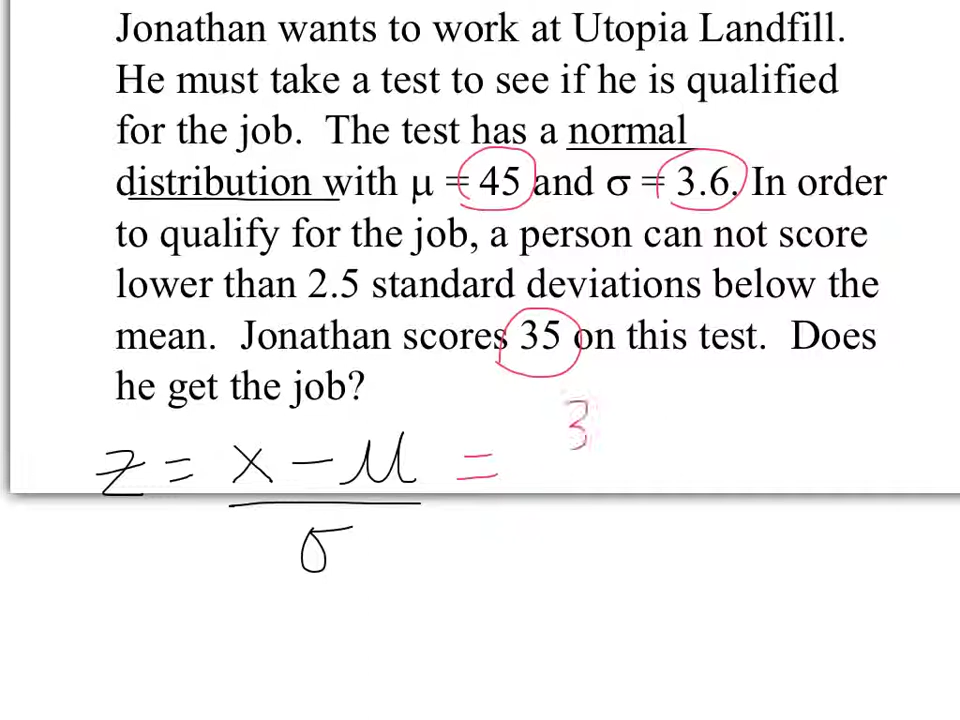 Jonathan wants to work at Utopia Landfill.
He must take a test to see if he is qualified
for the job. The test has a normal
distribution with μ = 45 and σ = 3.6. In order
to qualify for the job, a person can not score
lower than 2.5 standard deviations below the
mean. Jonathan scores 35 on this test. Does
he get the job?
z = x - μ = 3
σ